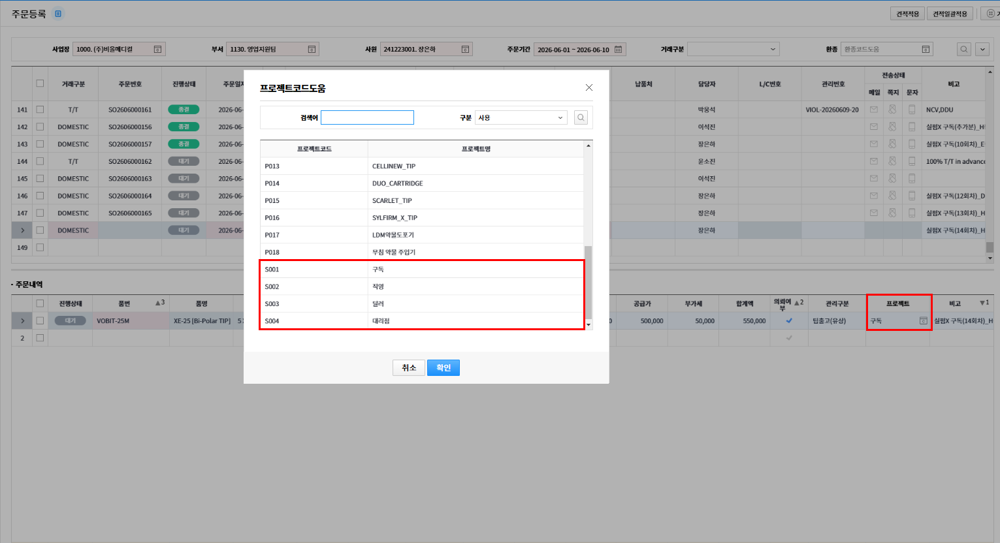 주문등록
견적적용 견적일괄적용
사업장 1000. (주)비올메디컬 부서 1130. 영업지원팀 사원 241223001. 장은하 주문기간 2026-06-01 ~ 2026-06-10 거래구분 환종 환종코드도움
거래구분 주문번호 진행상태 납품처 담당자 L/C번호 관리번호 전송상태 비고
메일 쪽지 문자
141 T/T SO2606000161 종결 2026-06- 박웅석 VIOL-20260609-20 NCV,DDU
142 DOMESTIC SO2606000156 종결 2026-06- 이석진 실펌X 구독(추가분)_H
143 DOMESTIC SO2606000157 종결 2026-06- 장은하 실펌X 구독(10회차)_E
144 T/T SO2606000162 대기 2026-06- 윤소진 100% T/T in advance
145 DOMESTIC SO2606000163 대기 2026-06- 이석진
146 DOMESTIC SO2606000164 대기 2026-06- 장은하 실펌X 구독(12회차)_D
147 DOMESTIC SO2606000165 대기 2026-06- 장은하 실펌X 구독(13회차)_H
DOMESTIC 대기 2026-06- 장은하 실펌X 구독(14회차)_H
149
프로젝트코드도움
검색어 구분 사용
프로젝트코드 프로젝트명
P013 CELLINEW_TIP
P014 DUO_CARTRIDGE
P015 SCARLET_TIP
P016 SYLFIRM_X_TIP
P017 LDM약물도포기
P018 무침 약물 주입기
S001 구독
S002 직영
S003 딜러
S004 대리점
취소 확인
- 주문내역
진행상태 품번 ▲3 품명 공급가 부가세 합계액 의뢰여부 ▲2 관리구분 프로젝트 비고 ▼1
대기 VOBIT-25M XE-25 [Bi-Polar TIP] 5 0 500,000 50,000 550,000 팁출고(유상) 구독 실펌X 구독(14회차)_H
2